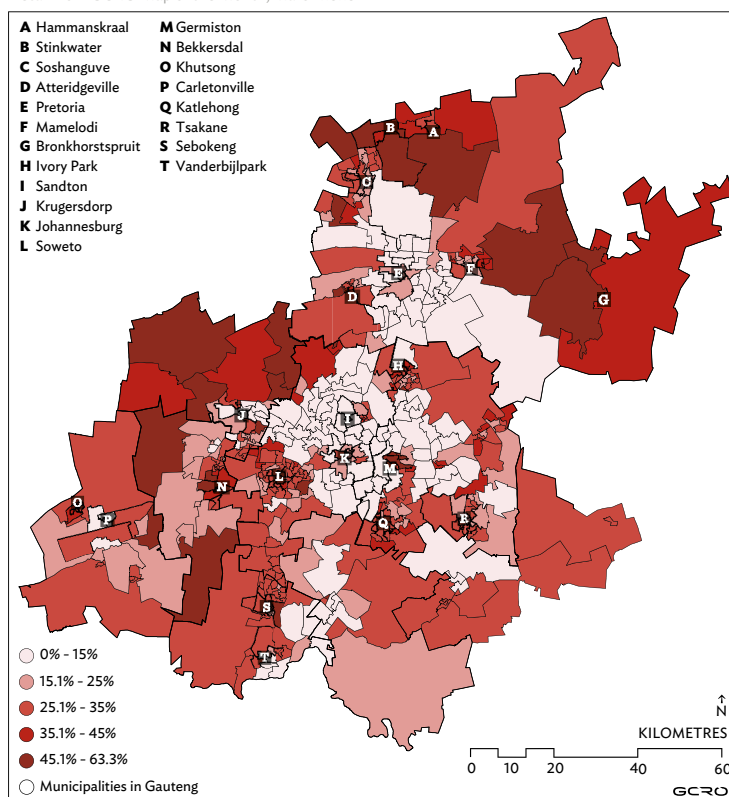 A Hammanskraal
B Stinkwater
C Soshanguve
D Atteridgeville
E Pretoria
F Mamelodi
G Bronkhorstspruit
H Ivory Park
I Sandton
J Krugersdorp
K Johannesburg
L Soweto
M Germiston
N Bekkersdal
O Khutsong
P Carletonville
Q Katlehong
R Tsakane
S Sebokeng
T Vanderbijlpark
B
A
C
E
F
D
G
H
J
I
K
M
L
N
O
P
Q
R
S
T
0% - 15%
15.1% - 25%
25.1% - 35%
35.1% - 45%
45.1% - 63.3%
Municipalities in Gauteng
N
KILOMETRES
0 10 20 40 60
GCRO